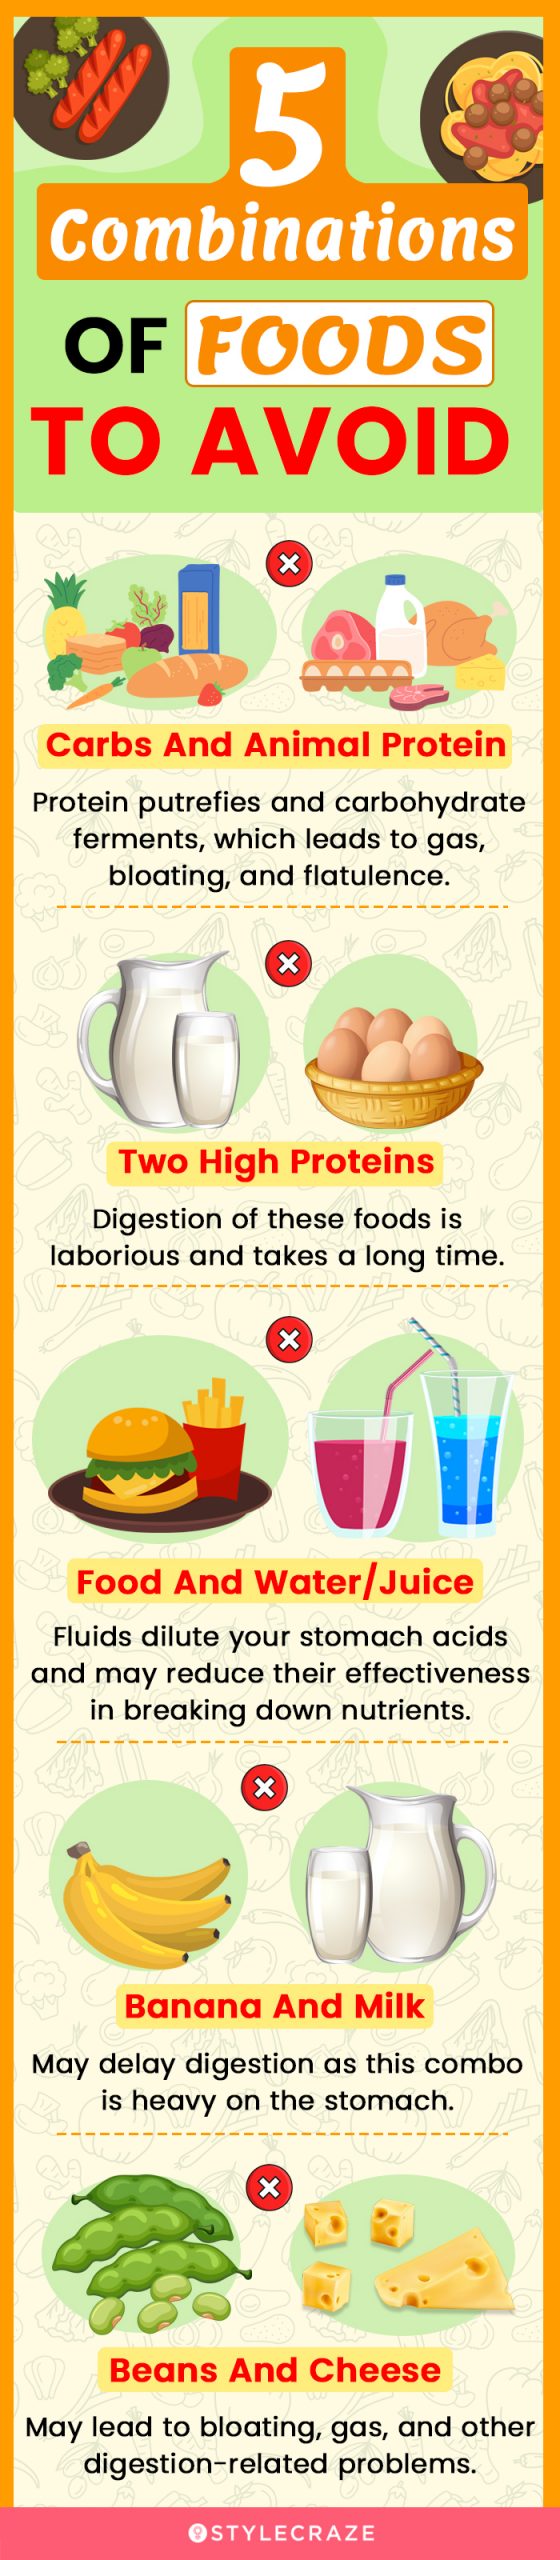 5
Combinations
OF FOODS
TO AVOID
Carbs And Animal Protein
Protein putrefies and carbohydrate
ferments, which leads to gas,
bloating, and flatulence.
Two High Proteins
Digestion of these foods is
laborious and takes a long time.
Food And Water/Juice
Fluids dilute your stomach acids
and may reduce their effectiveness
in breaking down nutrients.
Banana And Milk
May delay digestion as this combo
is heavy on the stomach.
Beans And Cheese
May lead to bloating, gas, and other
digestion-related problems.
STYLECRAZE